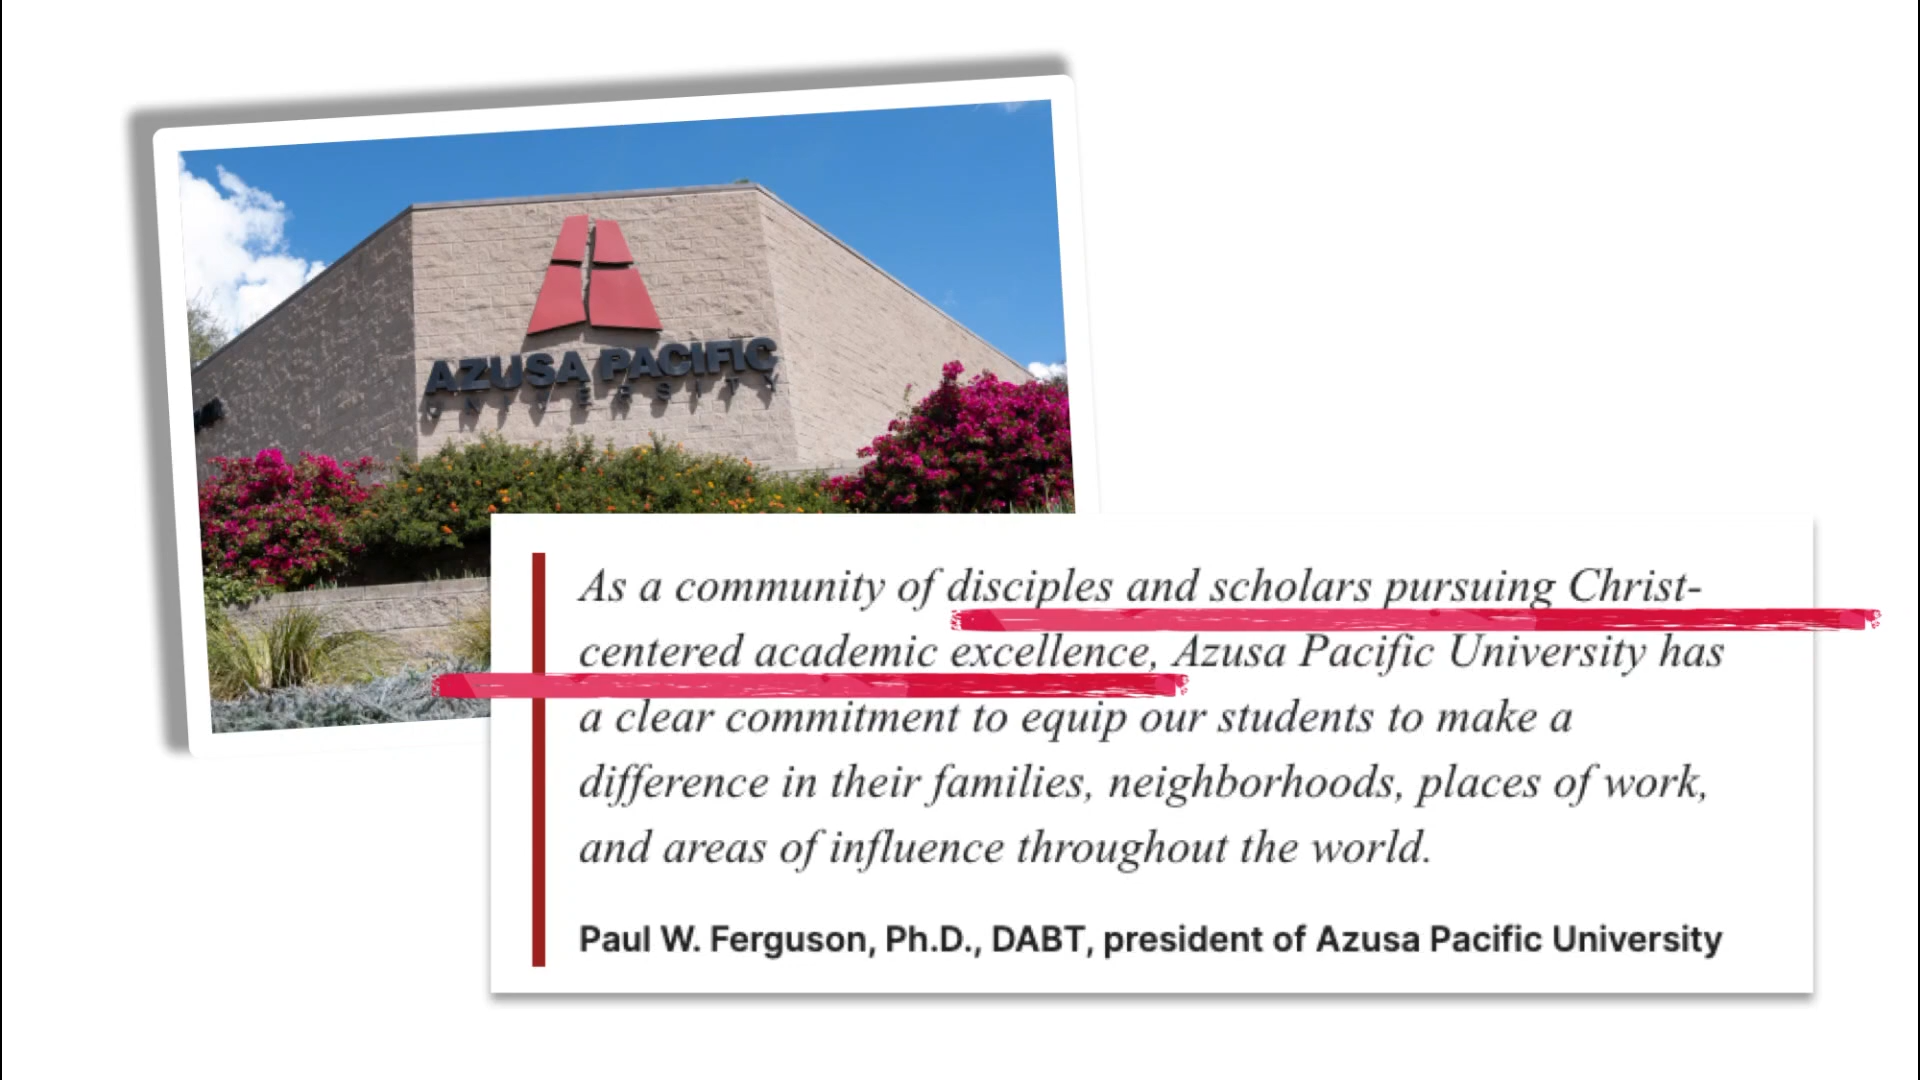 AZUSA PACIFIC
UNIVERSITY
As a community of disciples and scholars pursuing Christ-
centered academic excellence, Azusa Pacific University has
a clear commitment to equip our students to make a
difference in their families, neighborhoods, places of work,
and areas of influence throughout the world.
Paul W. Ferguson, Ph.D., DABT, president of Azusa Pacific University